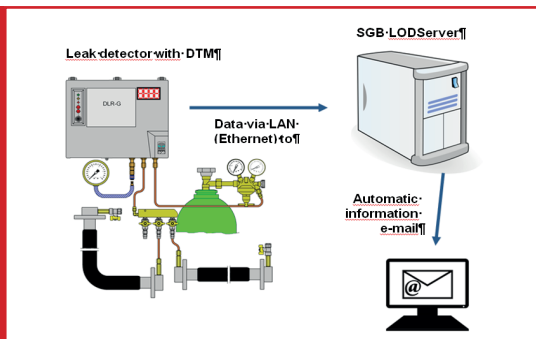 SGB·LODServer¶
Leak·detector·with·DTM¶
DLR-G
Data·via·LAN·
(Ethernet)·to¶
Automatic·
information·
e-mail¶
@